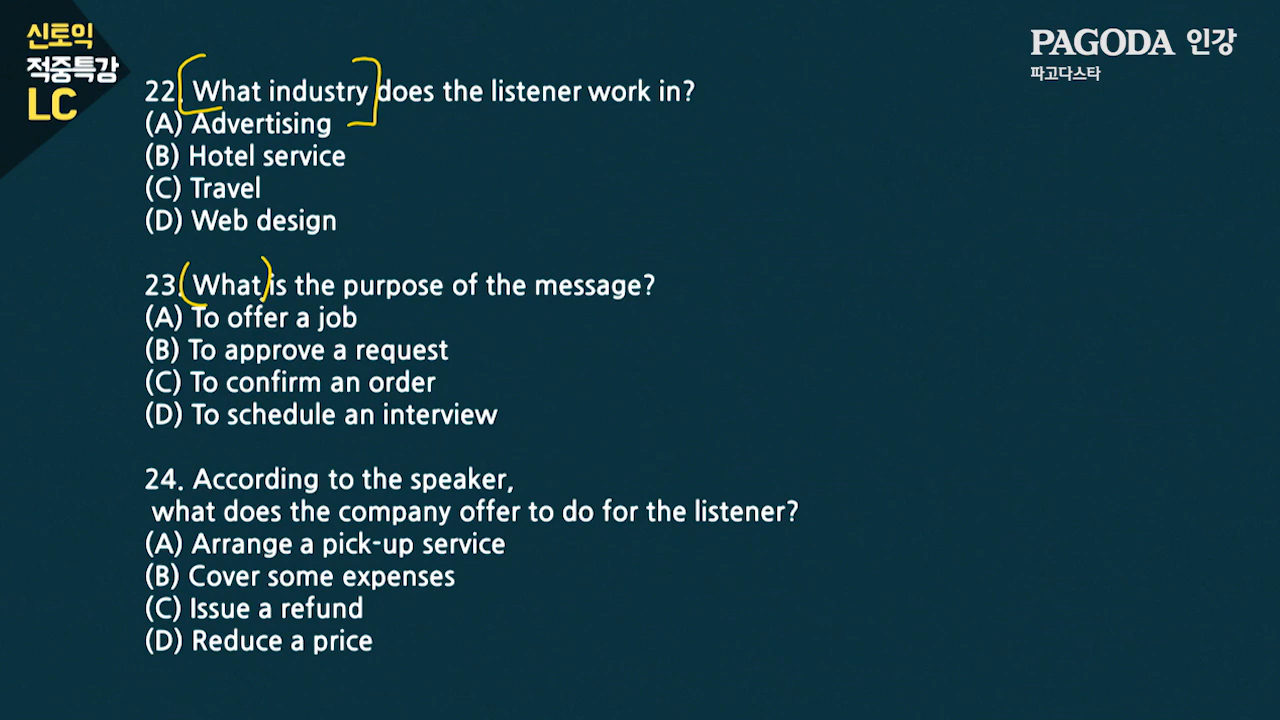 신토익
적중특강
LC
PAGODA 인강
파고다스타
22. What industry does the listener work in?
(A) Advertising
(B) Hotel service
(C) Travel
(D) Web design
23. What is the purpose of the message?
(A) To offer a job
(B) To approve a request
(C) To confirm an order
(D) To schedule an interview
24. According to the speaker,
what does the company offer to do for the listener?
(A) Arrange a pick-up service
(B) Cover some expenses
(C) Issue a refund
(D) Reduce a price